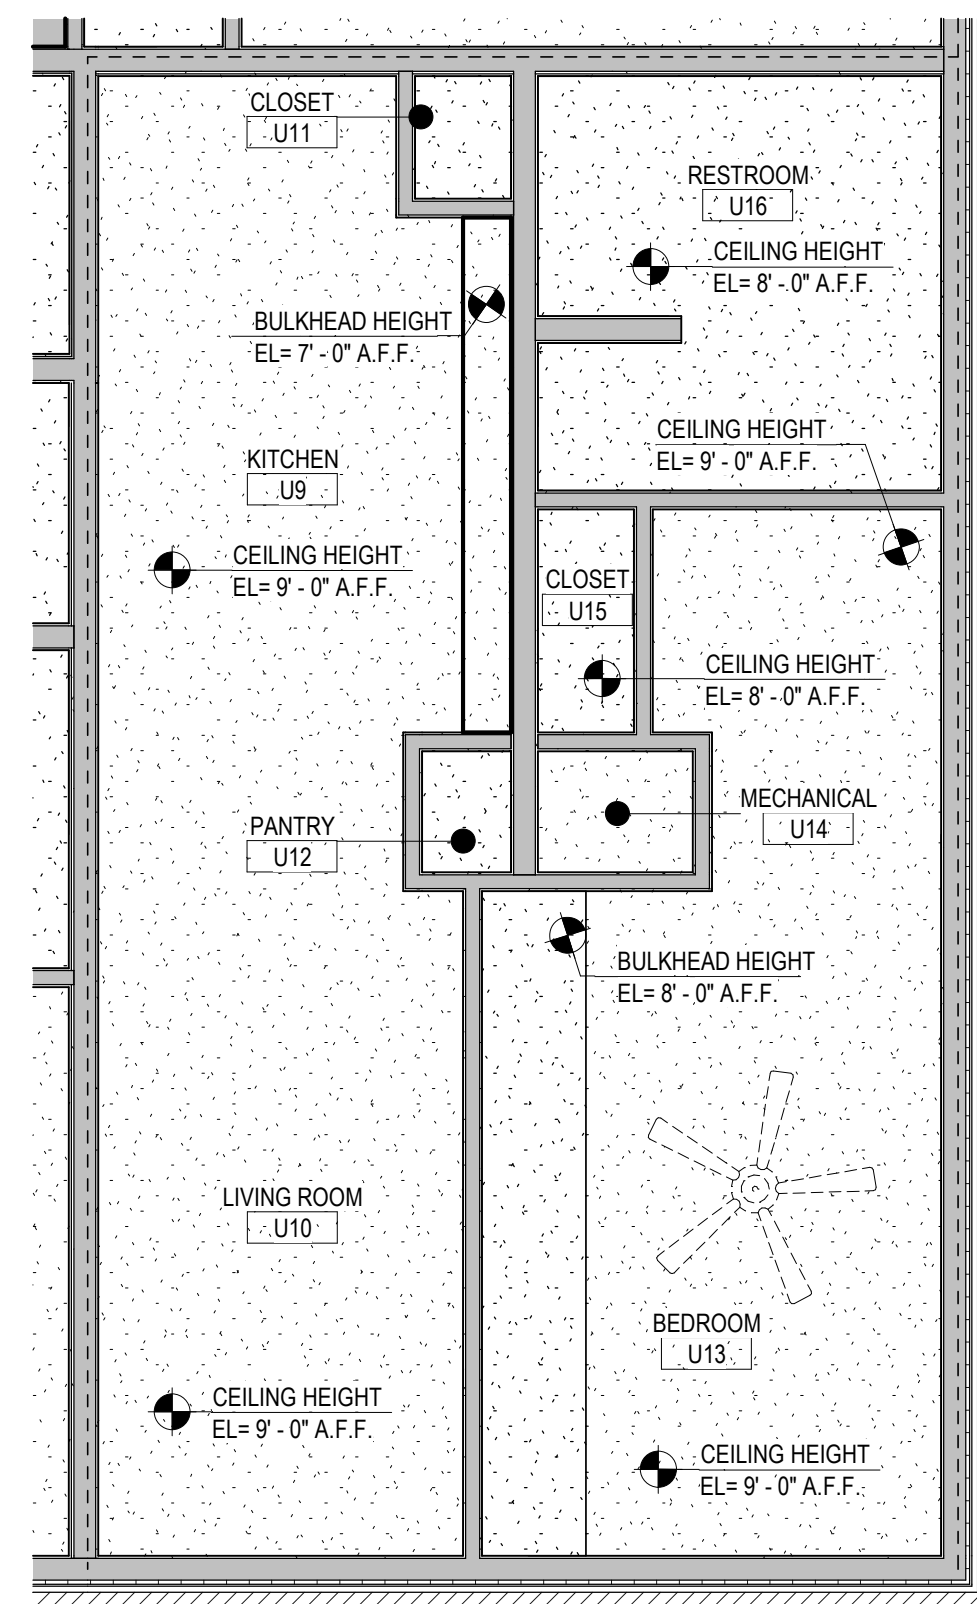 CLOSET
U11
RESTROOM
U16
CEILING HEIGHT
EL= 8' - 0" A.F.F.
BULKHEAD HEIGHT
EL= 7' - 0" A.F.F.
CEILING HEIGHT
EL= 9' - 0" A.F.F.
KITCHEN
U9
CEILING HEIGHT
EL= 9' - 0" A.F.F.
CLOSET
U15
CEILING HEIGHT
EL= 8' - 0" A.F.F.
MECHANICAL
U14
PANTRY
U12
BULKHEAD HEIGHT
EL= 8' - 0" A.F.F.
LIVING ROOM
U10
BEDROOM
U13
CEILING HEIGHT
EL= 9' - 0" A.F.F.
CEILING HEIGHT
EL= 9' - 0" A.F.F.